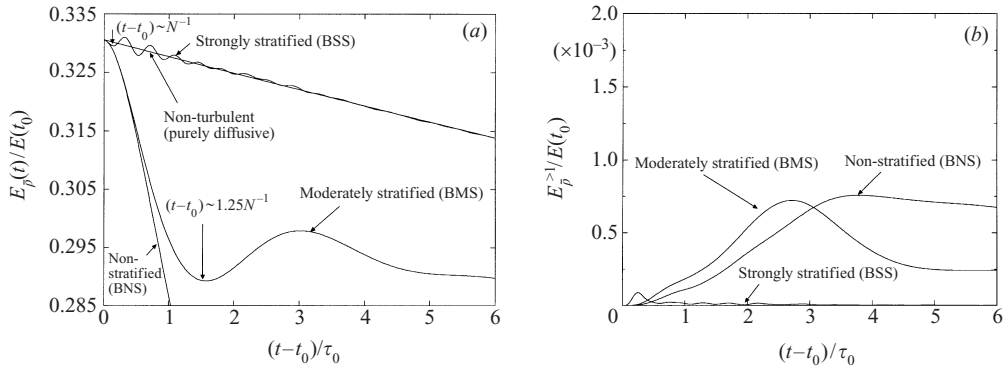 0.335
0.325
0.315
0.305
0.295
0.285
E_p̄(t)/E(t₀)
(t–t₀)~N⁻¹
(a)
Strongly stratified (BSS)
Non-turbulent
(purely diffusive)
(t–t₀)~1.25N⁻¹
Moderately stratified (BMS)
Non-
stratified
(BNS)
0 1 2 3 4 5 6
(t–t₀)/τ₀
2.0
(×10⁻³)
1.5
1.0
0.5
0
E_p̄^{>1}/E(t₀)
(b)
Moderately stratified (BMS)
Non-stratified (BNS)
Strongly stratified (BSS)
1 2 3 4 5 6
(t–t₀)/τ₀